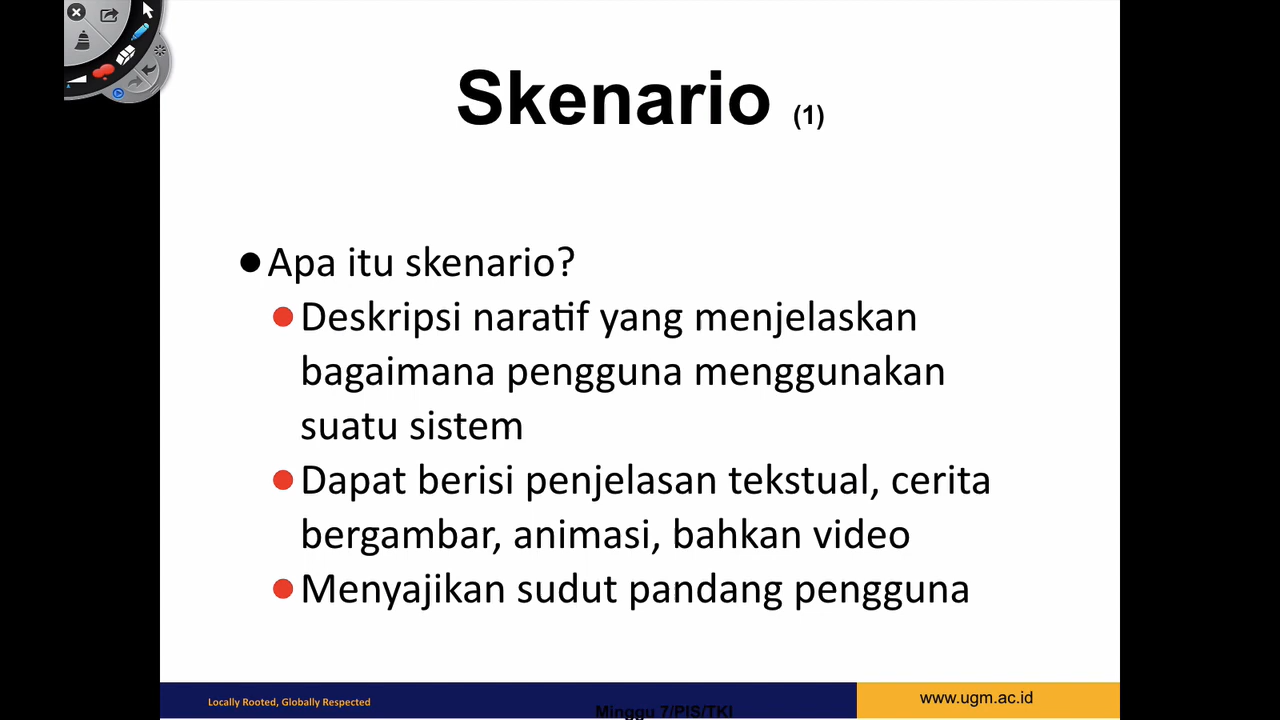 Skenario (1)
●Apa itu skenario?
●Deskripsi naratif yang menjelaskan
bagaimana pengguna menggunakan
suatu sistem
●Dapat berisi penjelasan tekstual, cerita
bergambar, animasi, bahkan video
●Menyajikan sudut pandang pengguna
Locally Rooted, Globally Respected
Minggu 7/PIS/TKI
www.ugm.ac.id